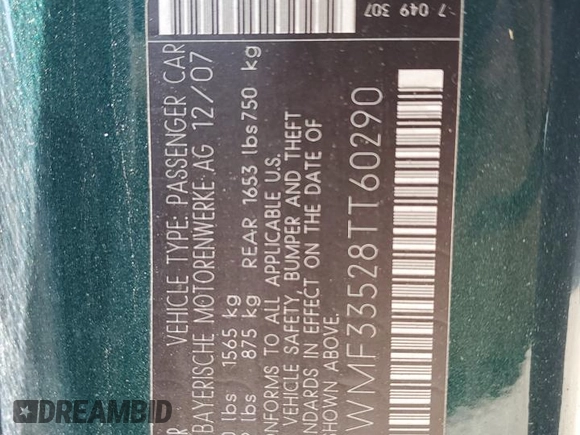 7 049 307
VEHICLE TYPE: PASSENGER CAR
BAYERISCHE MOTORENWERKE AG 12/07
lbs 1565 kg
lbs 875 kg REAR 1653 lbs 750 kg
ONFORMS TO ALL APPLICABLE U.S.
VEHICLE SAFETY, BUMPER AND THEFT
NDARDS IN EFFECT ON THE DATE OF
SHOWN ABOVE.
WMF33528TT60290
DREAMBID